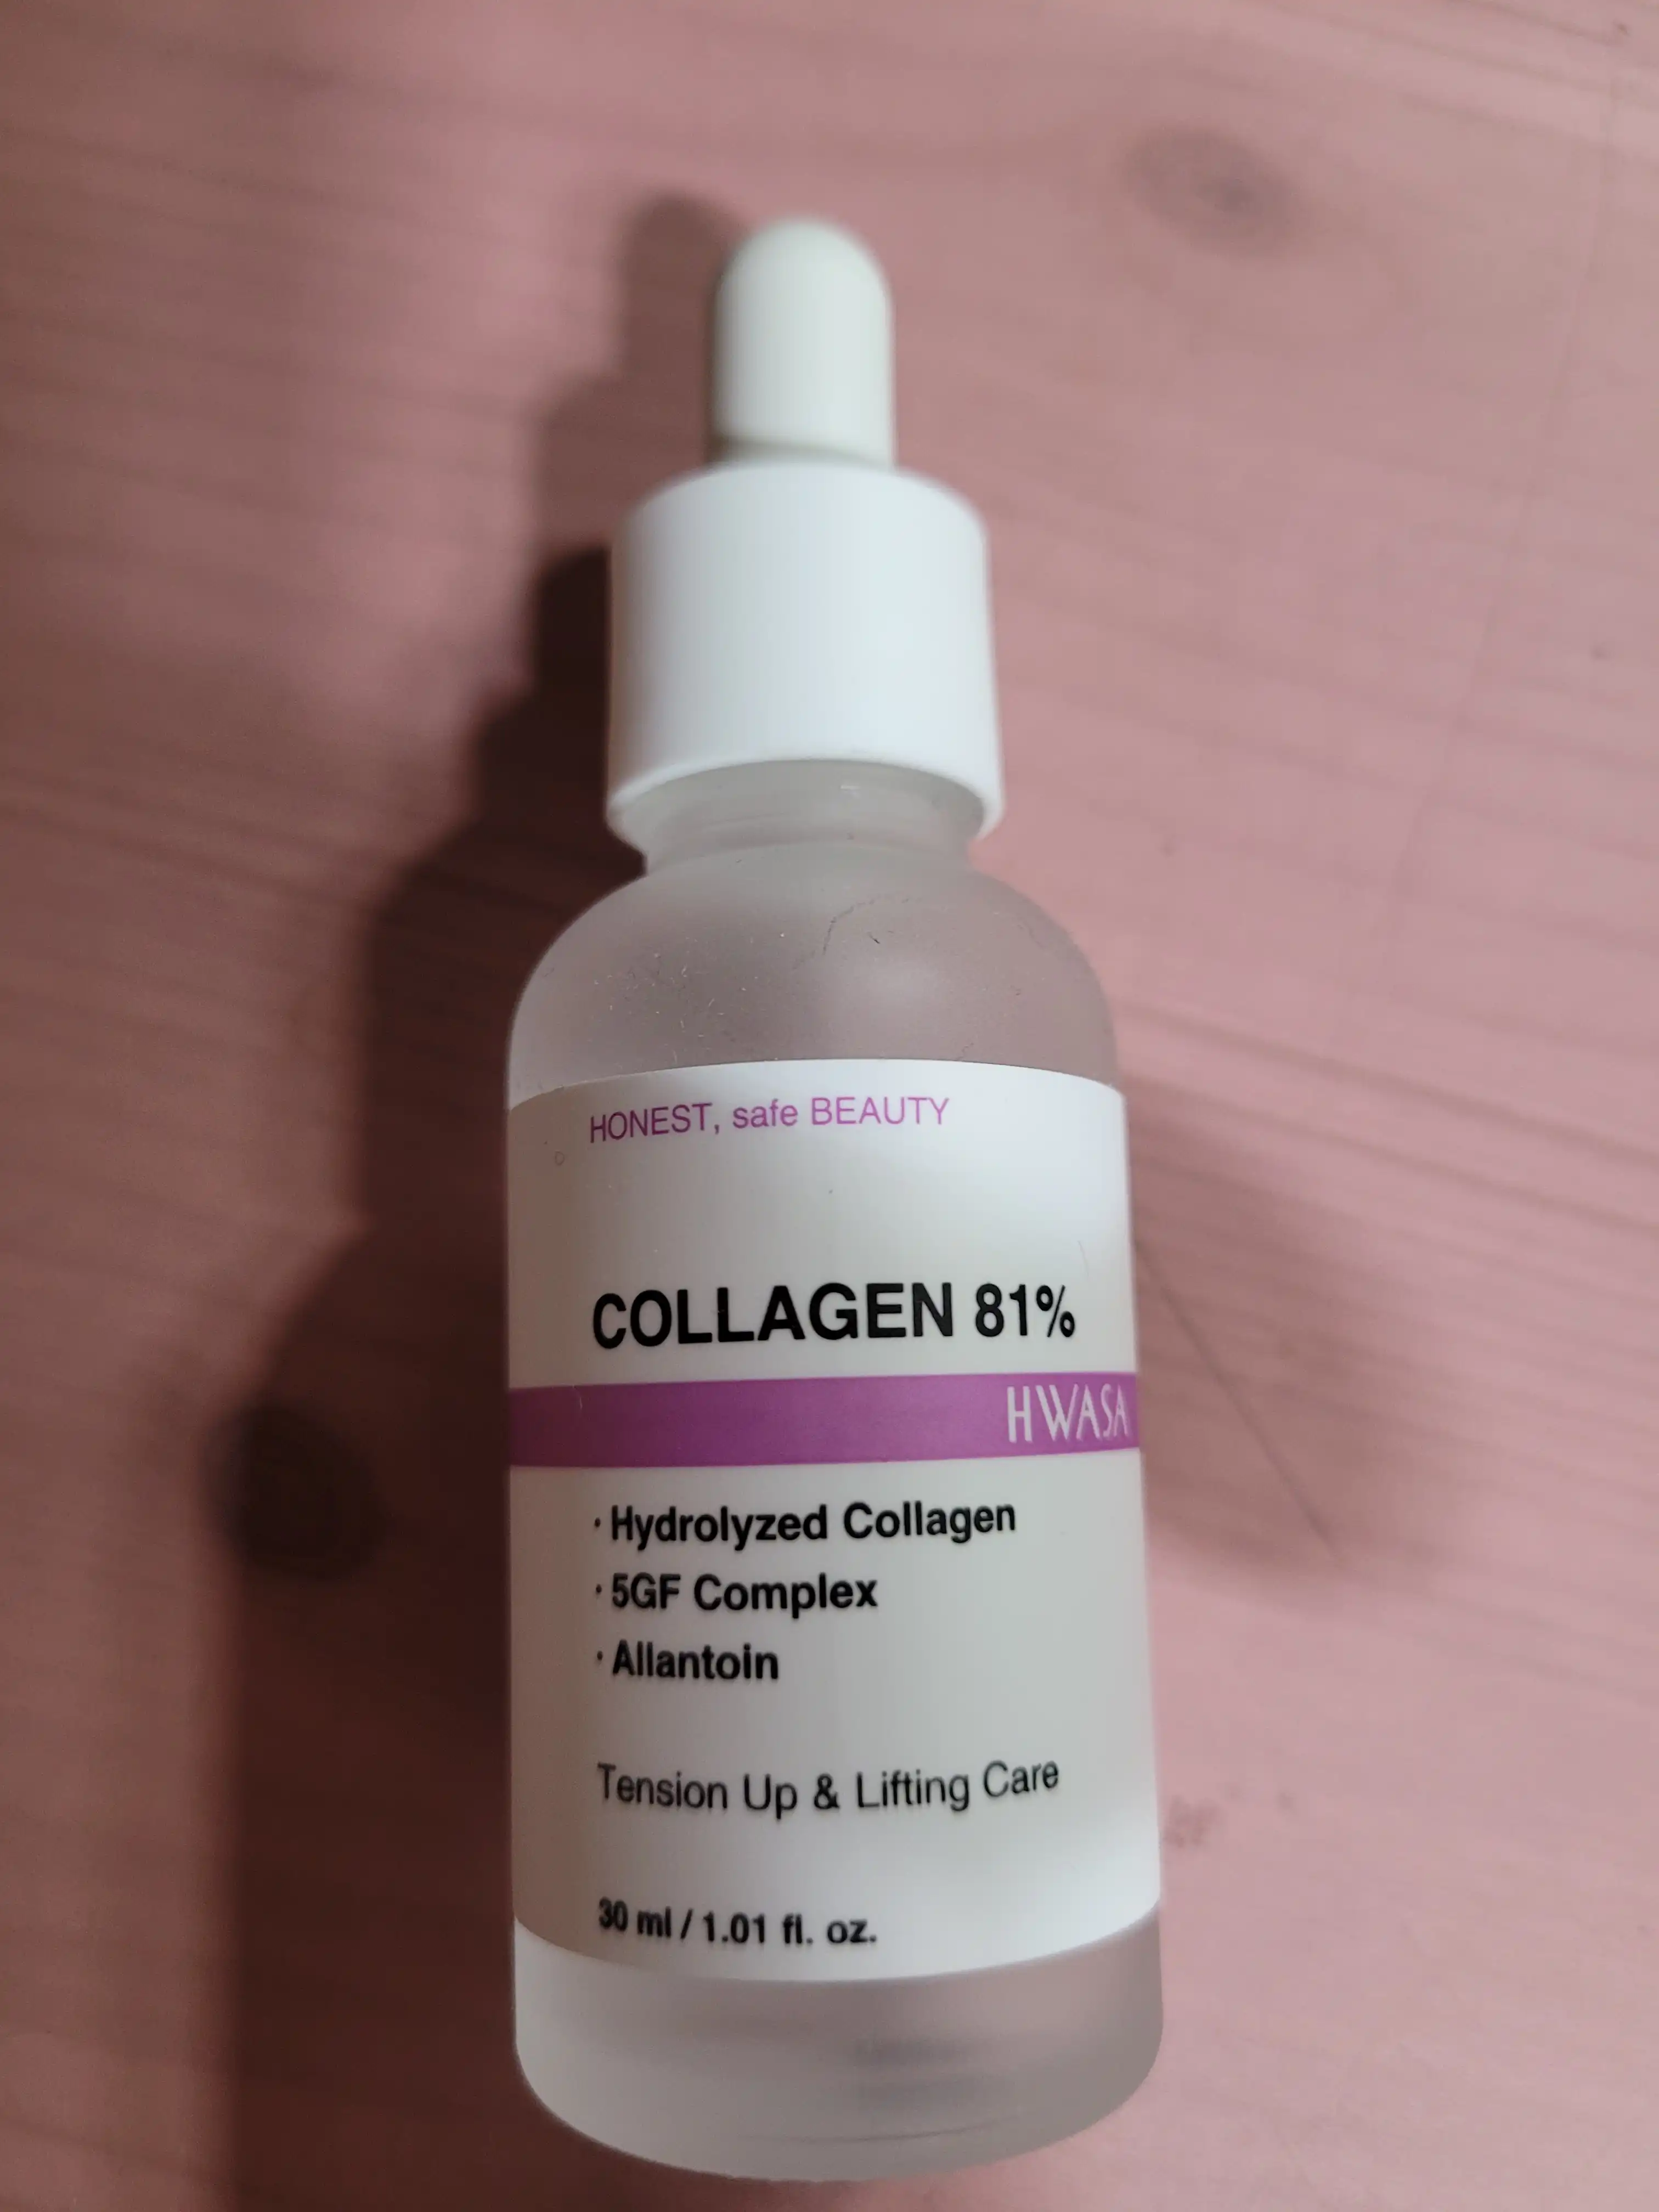 HONEST, safe BEAUTY
COLLAGEN 81%
HWASA
· Hydrolyzed Collagen
· 5GF Complex
· Allantoin
Tension Up & Lifting Care
30 ml / 1.01 fl. oz.